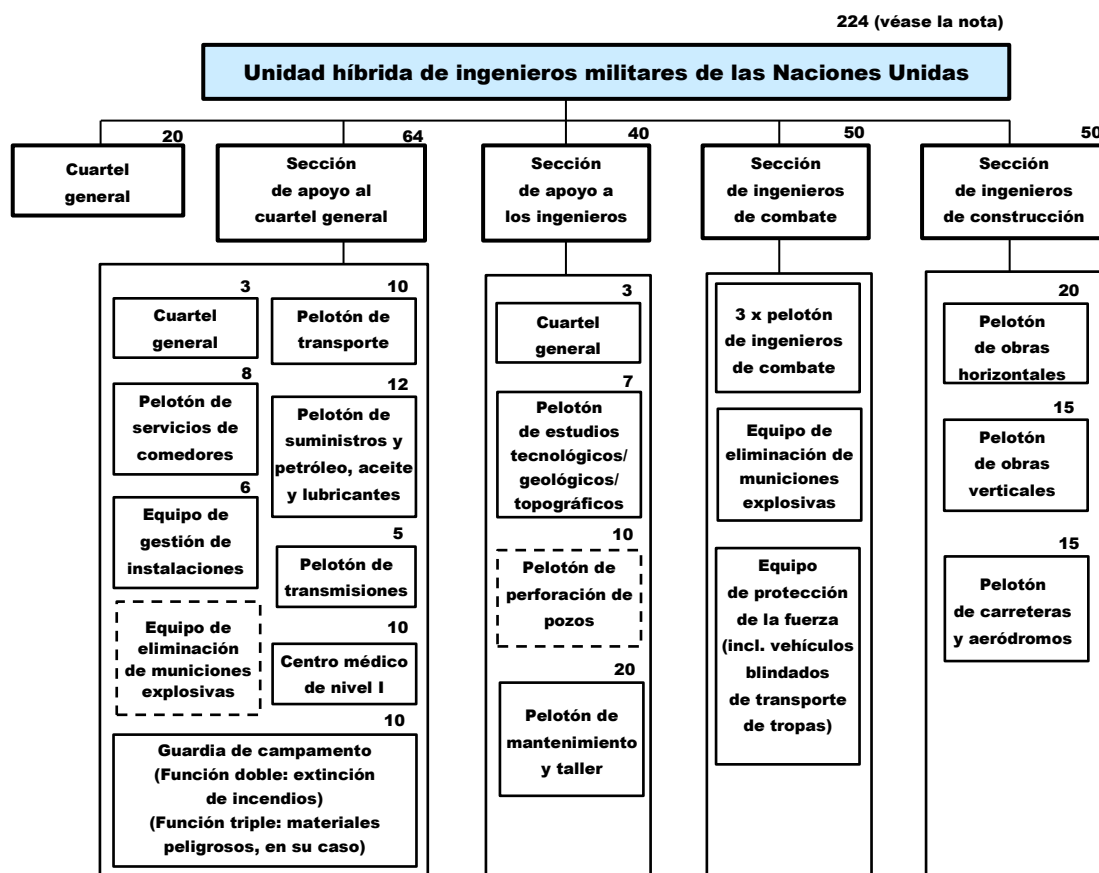 224 (véase la nota)
Unidad híbrida de ingenieros militares de las Naciones Unidas
20
Cuartel
general
64
Sección
de apoyo al
cuartel general
40
Sección
de apoyo a
los ingenieros
50
Sección
de ingenieros
de combate
50
Sección
de ingenieros
de construcción
3
Cuartel
general
8
Pelotón de
servicios de
comedores
6
Equipo de
gestión de
instalaciones
Equipo de
eliminación
de municiones
explosivas
10
Pelotón de
transporte
12
Pelotón de
suministros y
petróleo, aceite
y lubricantes
5
Pelotón de
transmisiones
10
Centro médico
de nivel I
10
Guardia de campamento
(Función doble: extinción
de incendios)
(Función triple: materiales
peligrosos, en su caso)
3
Cuartel
general
7
Pelotón
de estudios
tecnológicos/
geológicos/
topográficos
10
Pelotón de
perforación de
pozos
20
Pelotón de
mantenimiento
y taller
3 x pelotón
de ingenieros
de combate
Equipo de
eliminación de
municiones
explosivas
Equipo
de protección
de la fuerza
(incl. vehículos
blindados
de transporte
de tropas)
20
Pelotón
de obras
horizontales
15
Pelotón
de obras
verticales
15
Pelotón
de carreteras
y aeródromos